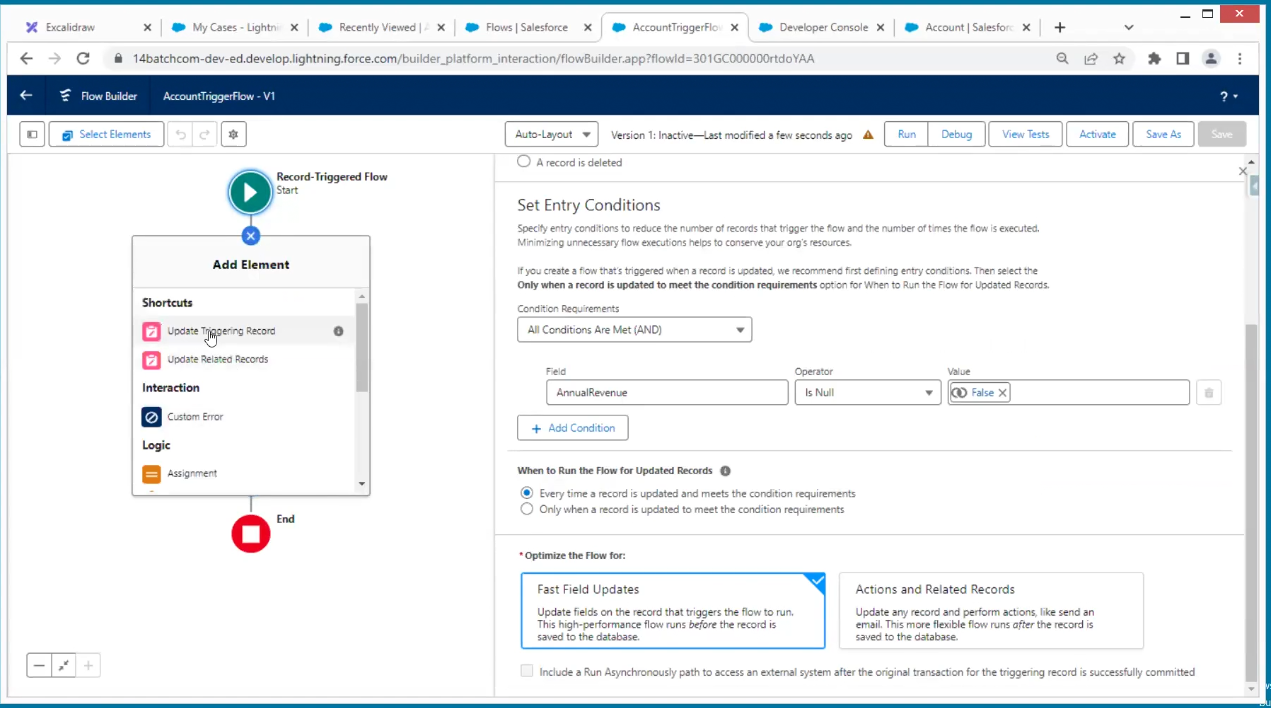 Excalidraw
My Cases - Lightni
Recently Viewed | A
Flows | Salesforce
AccountTriggerFlow
Developer Console
Account | Salesforc
14batchcom-dev-ed.develop.lightning.force.com/builder_platform_interaction/flowBuilder.app?flowId=301GC000000rtdoYAA
Flow Builder
AccountTriggerFlow - V1
?
Select Elements
Auto-Layout
Version 1: Inactive—Last modified a few seconds ago
Run
Debug
View Tests
Activate
Save As
Save
Record-Triggered Flow
Start
Add Element
Shortcuts
Update Triggering Record
Update Related Records
Interaction
Custom Error
Logic
Assignment
End
A record is deleted
Set Entry Conditions
Specify entry conditions to reduce the number of records that trigger the flow and the number of times the flow is executed.
Minimizing unnecessary flow executions helps to conserve your org's resources.
If you create a flow that's triggered when a record is updated, we recommend first defining entry conditions. Then select the
Only when a record is updated to meet the condition requirements option for When to Run the Flow for Updated Records.
Condition Requirements
All Conditions Are Met (AND)
Field
Operator
Value
AnnualRevenue
Is Null
False
+ Add Condition
When to Run the Flow for Updated Records
Every time a record is updated and meets the condition requirements
Only when a record is updated to meet the condition requirements
*Optimize the Flow for:
Fast Field Updates
Update fields on the record that triggers the flow to run.
This high-performance flow runs before the record is
saved to the database.
Actions and Related Records
Update any record and perform actions, like send an
email. This more flexible flow runs after the record is
saved to the database.
Include a Run Asynchronously path to access an external system after the original transaction for the triggering record is successfully committed